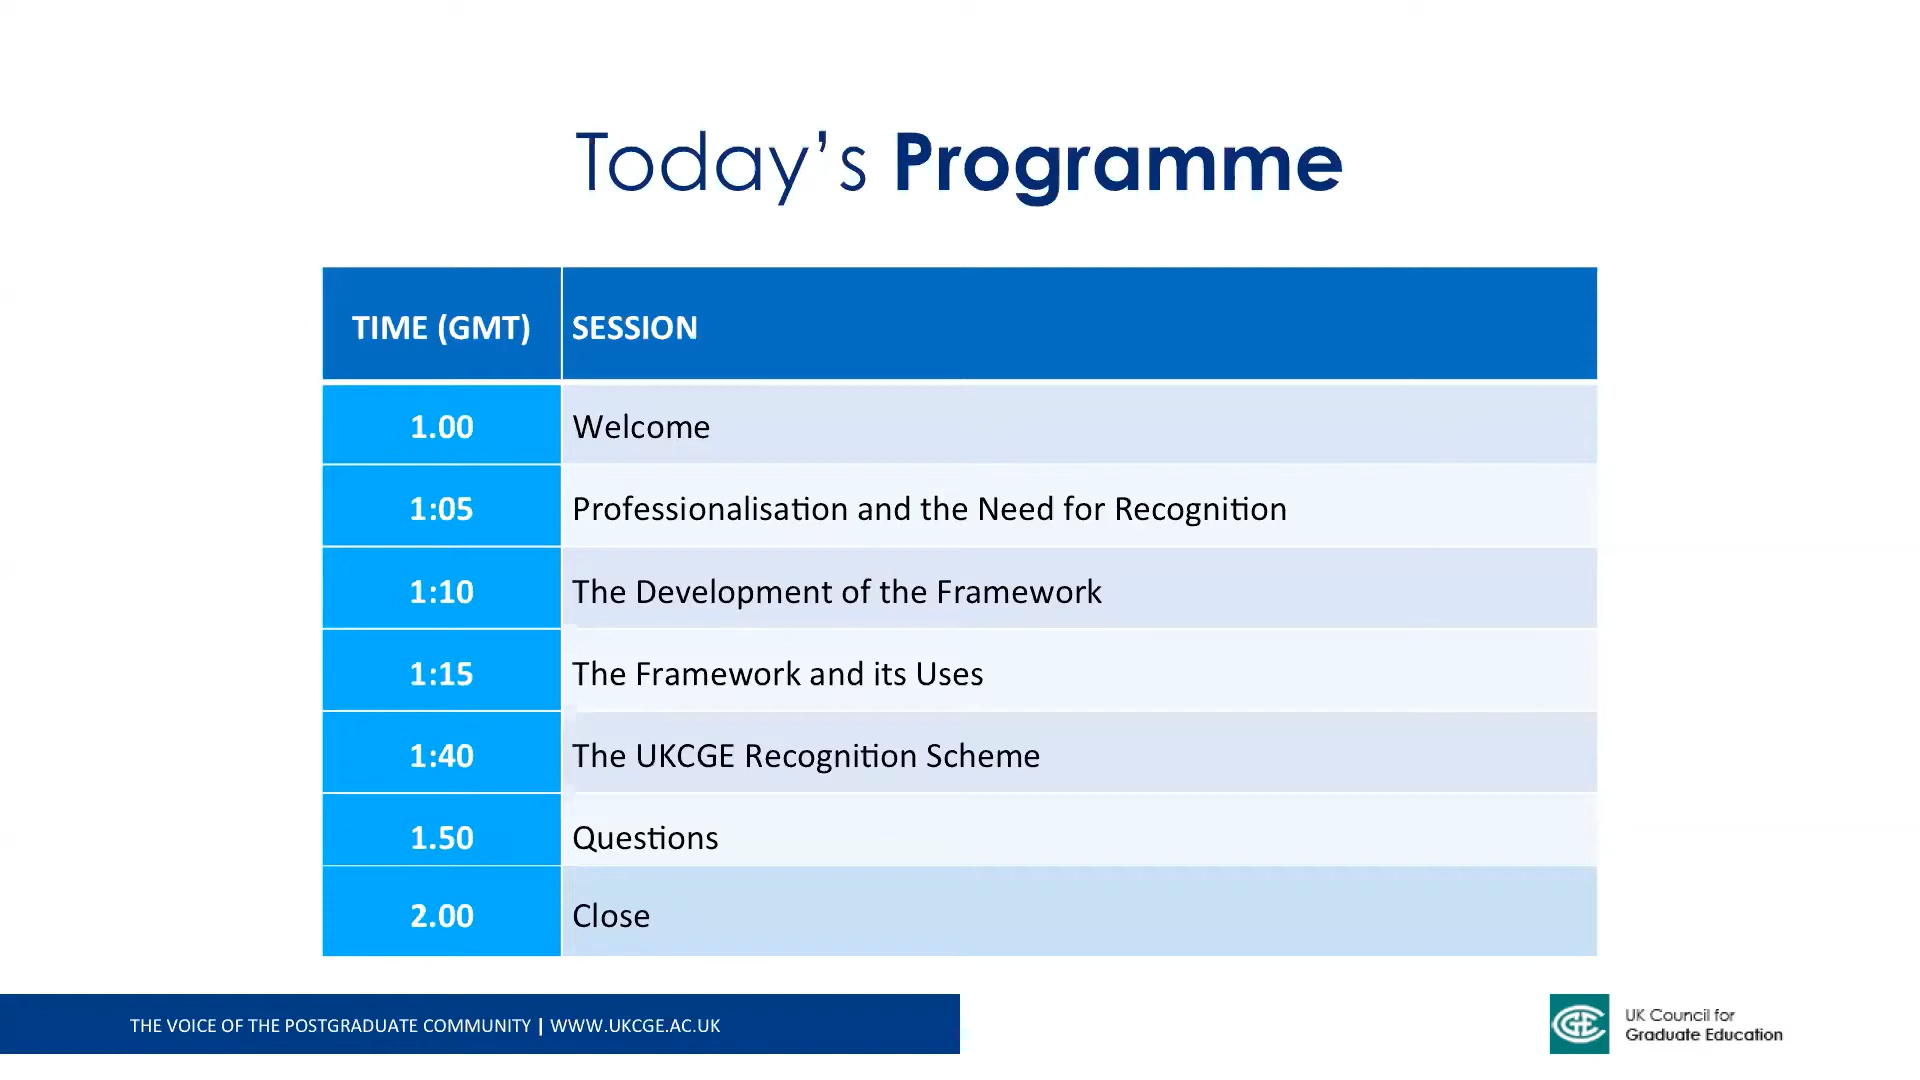 Today’s Programme
TIME (GMT) SESSION
1.00 Welcome
1:05 Professionalisation and the Need for Recognition
1:10 The Development of the Framework
1:15 The Framework and its Uses
1:40 The UKCGE Recognition Scheme
1.50 Questions
2.00 Close
THE VOICE OF THE POSTGRADUATE COMMUNITY | WWW.UKCGE.AC.UK
UK Council for
Graduate Education